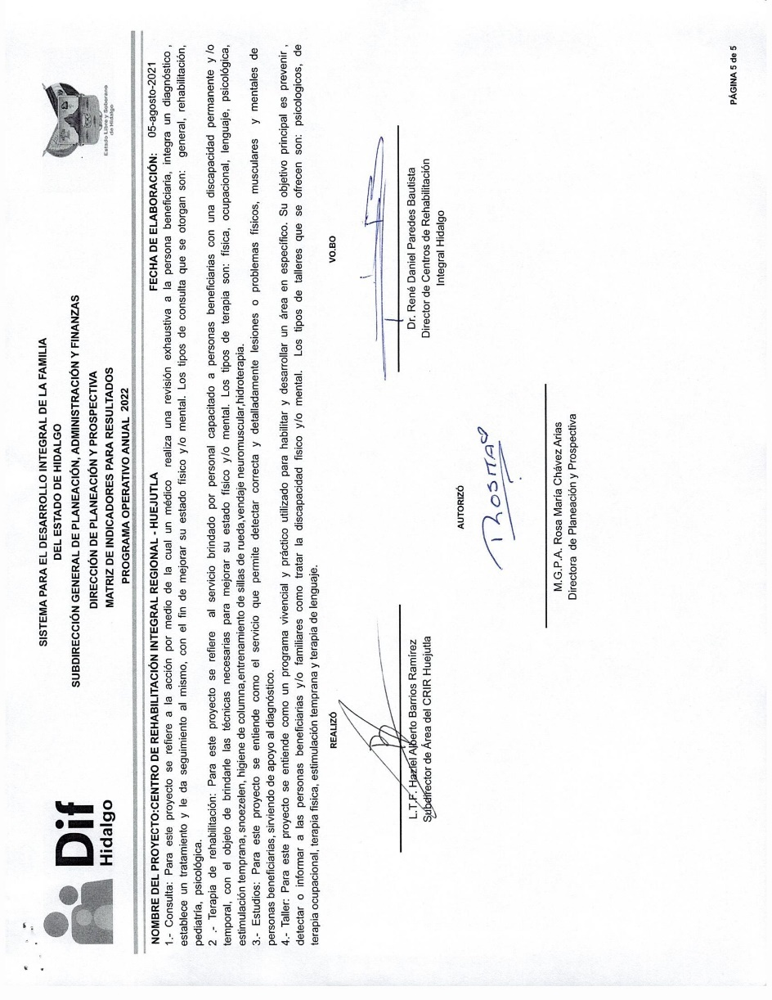 Dif
Hidalgo
SISTEMA PARA EL DESARROLLO INTEGRAL DE LA FAMILIA
DEL ESTADO DE HIDALGO
SUBDIRECCIÓN GENERAL DE PLANEACIÓN, ADMINISTRACIÓN Y FINANZAS
DIRECCIÓN DE PLANEACIÓN Y PROSPECTIVA
MATRIZ DE INDICADORES PARA RESULTADOS
PROGRAMA OPERATIVO ANUAL 2022
Estado Libre y Soberano
de Hidalgo
NOMBRE DEL PROYECTO:CENTRO DE REHABILITACIÓN INTEGRAL REGIONAL - HUEJUTLA FECHA DE ELABORACIÓN: 05-agosto-2021
1.- Consulta: Para este proyecto se refiere a la acción por medio de la cual un médico realiza una revisión exhaustiva a la persona beneficiaria, integra un diagnóstico ,
establece un tratamiento y le da seguimiento al mismo, con el fin de mejorar su estado físico y/o mental. Los tipos de consulta que se otorgan son: general, rehabilitación,
pediatría, psicológica.
2 .- Terapia de rehabilitación: Para este proyecto se refiere al servicio brindado por personal capacitado a personas beneficiarias con una discapacidad permanente y /o
temporal, con el objeto de brindarle las técnicas necesarias para mejorar su estado físico y/o mental. Los tipos de terapia son: física, ocupacional, lenguaje, psicológica,
estimulación temprana, snoezelen, higiene de columna,entrenamiento de sillas de rueda,vendaje neuromuscular,hidroterapia.
3.- Estudios: Para este proyecto se entiende como el servicio que permite detectar correcta y detalladamente lesiones o problemas físicos, musculares y mentales de
personas beneficiarias, sirviendo de apoyo al diagnóstico.
4.- Taller: Para este proyecto se entiende como un programa vivencial y práctico utilizado para habilitar y desarrollar un área en específico. Su objetivo principal es prevenir ,
detectar o informar a las personas beneficiarias y/o familiares como tratar la discapacidad fisico y/o mental. Los tipos de talleres que se ofrecen son: psicologicos, de
terapia ocupacional, terapia fisica, estimulación temprana y terapia de lenguaje.
REALIZÓ
L.T.F. Haziel Alberto Barrios Ramírez
Subdirector de Área del CRIR Huejutla
VO.BO
Dr. René Daniel Paredes Bautista
Director de Centros de Rehabilitación
Integral Hidalgo
AUTORIZÓ
ROSITA
M.G.P.A. Rosa María Chávez Arias
Directora de Planeación y Prospectiva
PÁGINA 5 de 5